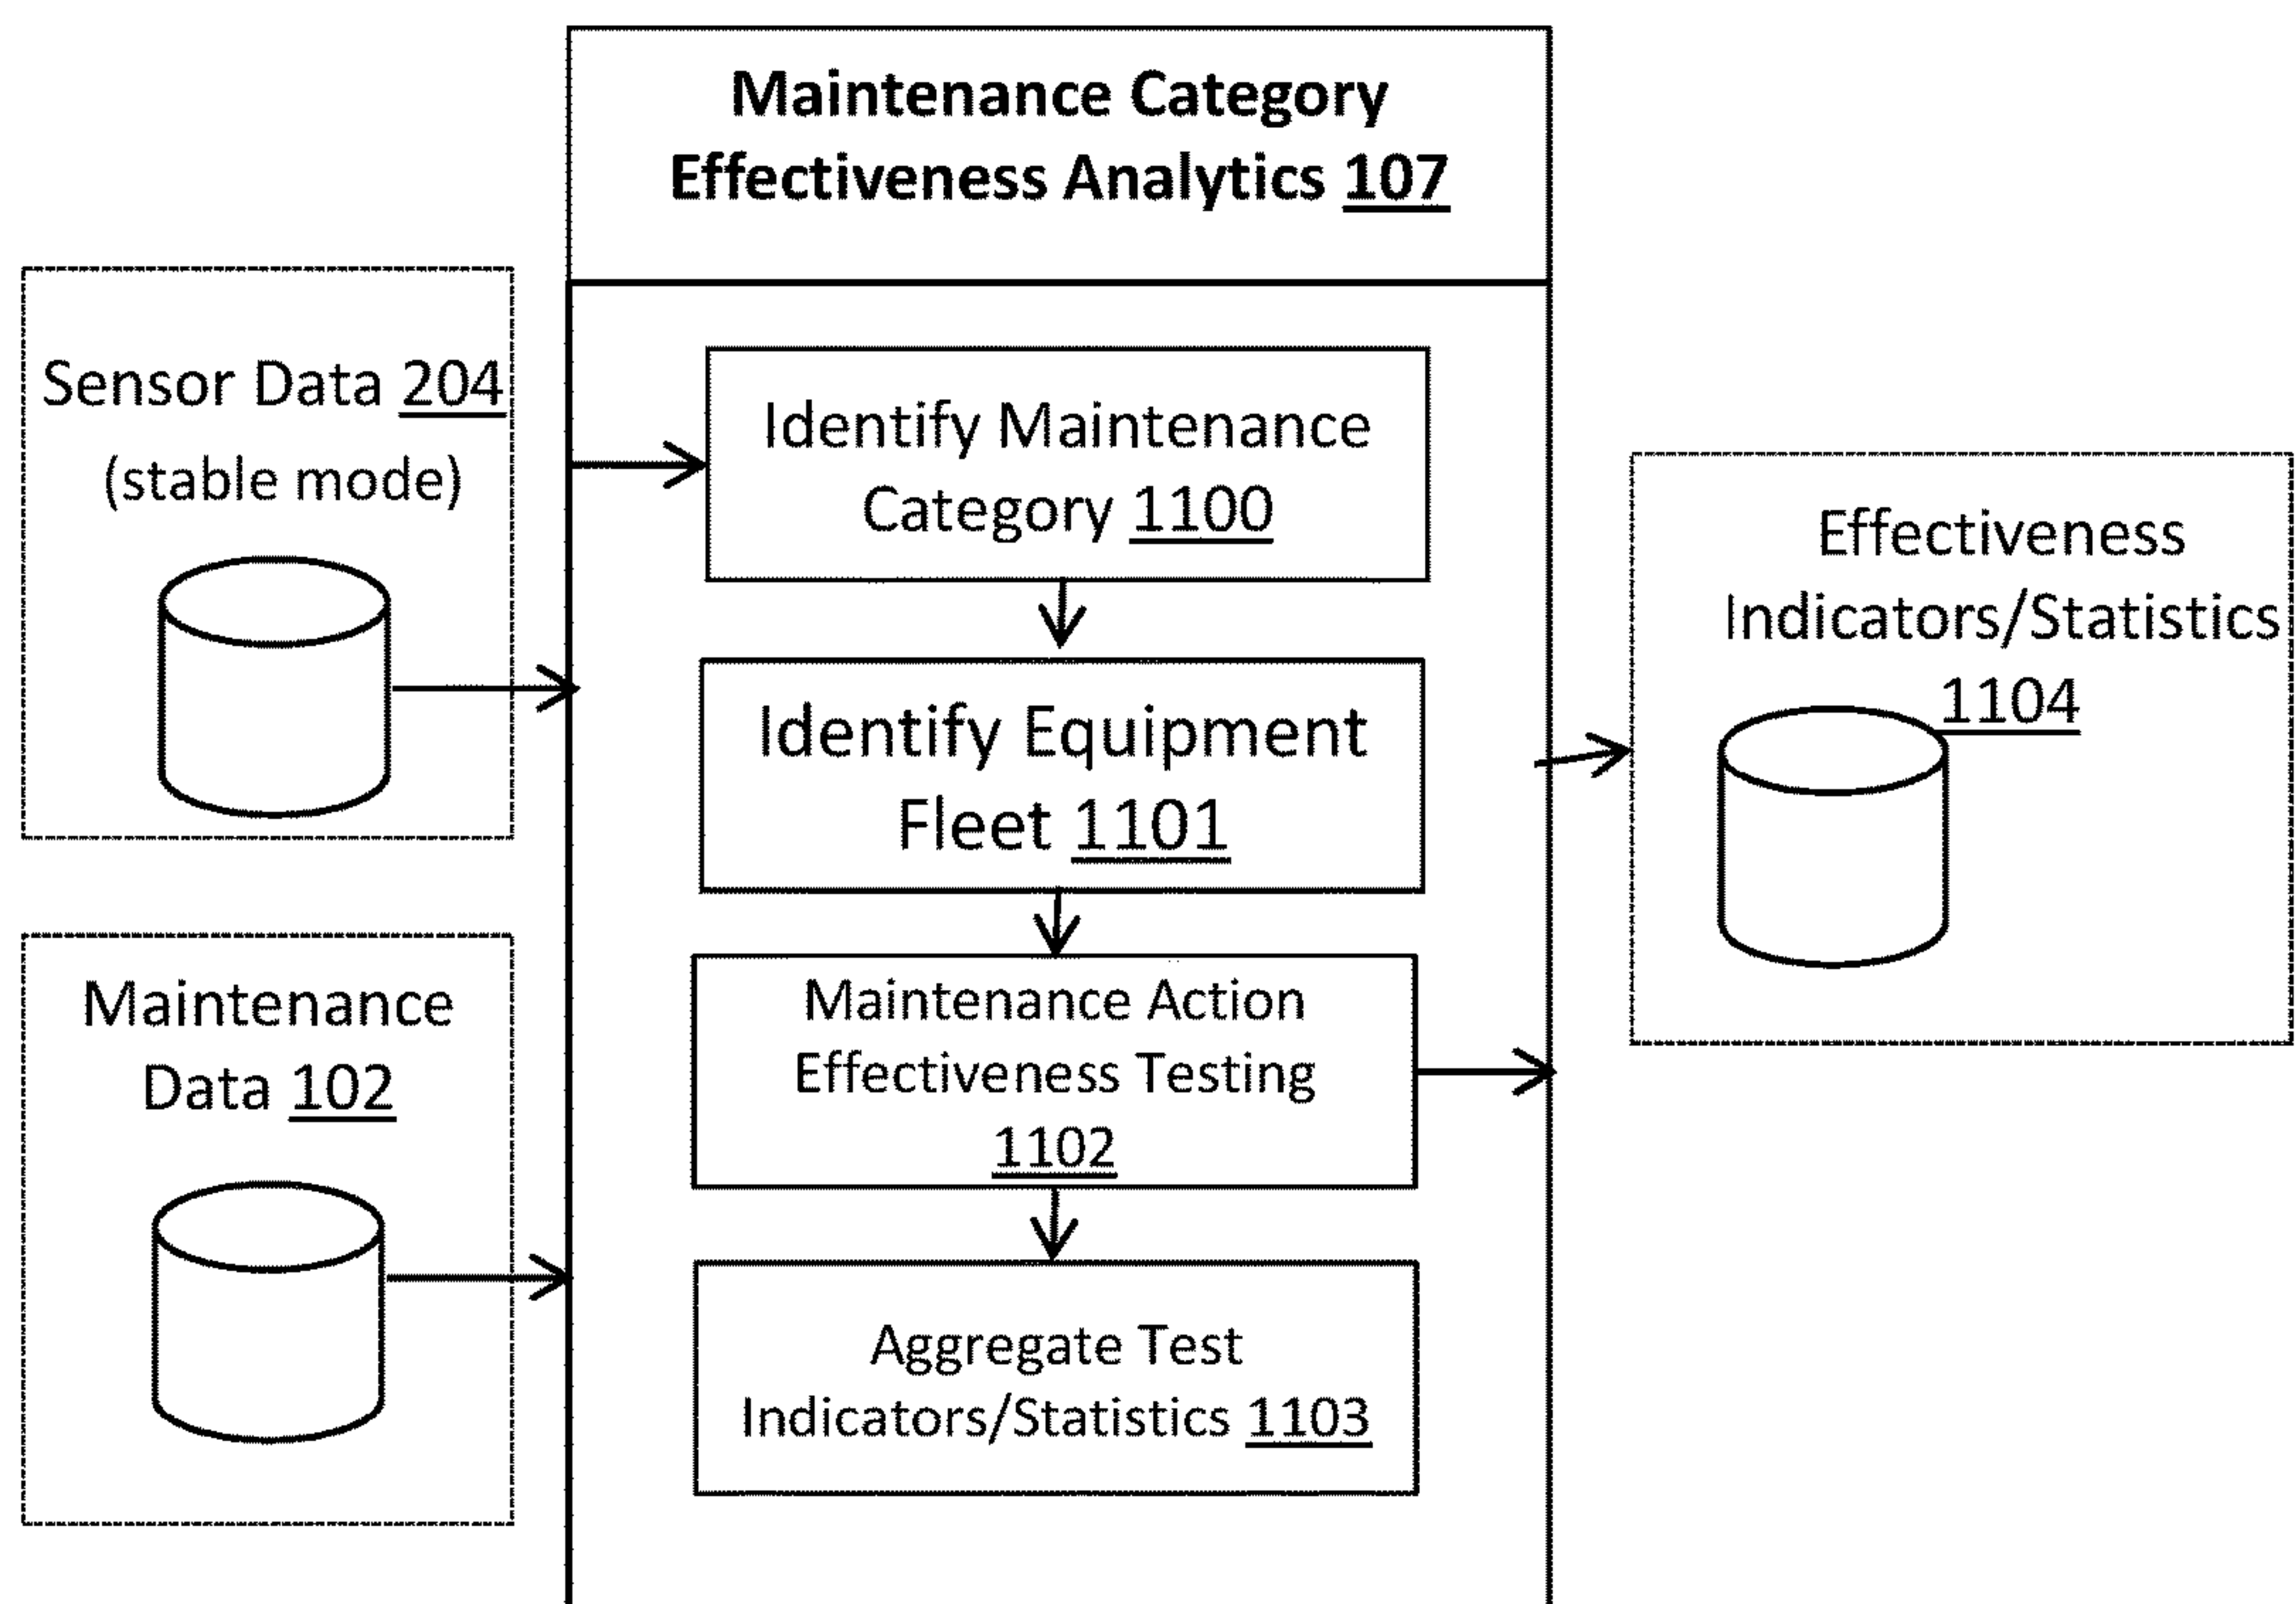 Maintenance Category
Effectiveness Analytics 107
Sensor Data 204
(stable mode)
Maintenance
Data 102
Identify Maintenance
Category 1100
Identify Equipment
Fleet 1101
Maintenance Action
Effectiveness Testing
1102
Aggregate Test
Indicators/Statistics 1103
Effectiveness
Indicators/Statistics
1104